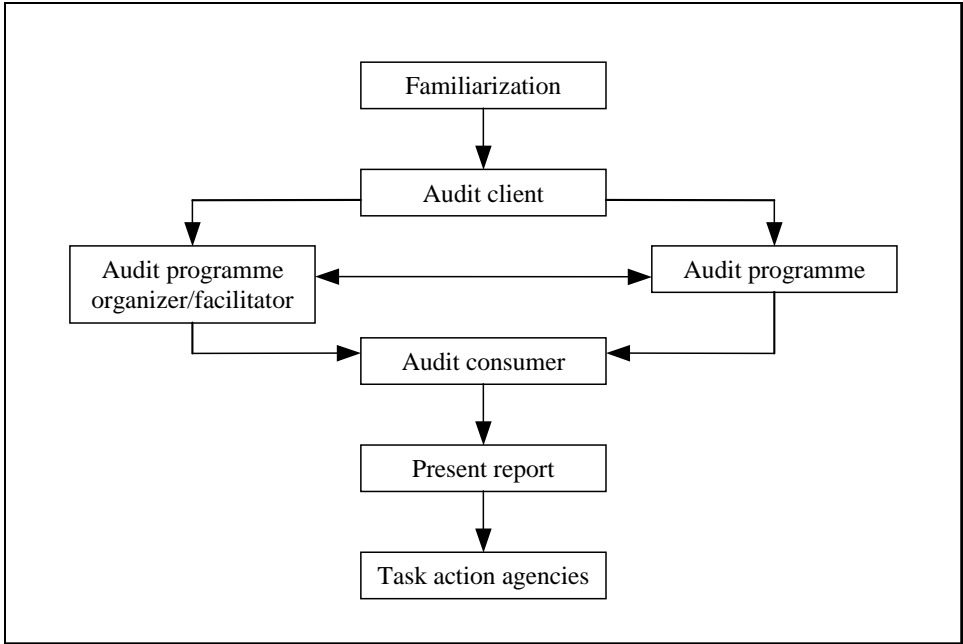 Familiarization
Audit client
Audit programme
organizer/facilitator
Audit programme
Audit consumer
Present report
Task action agencies